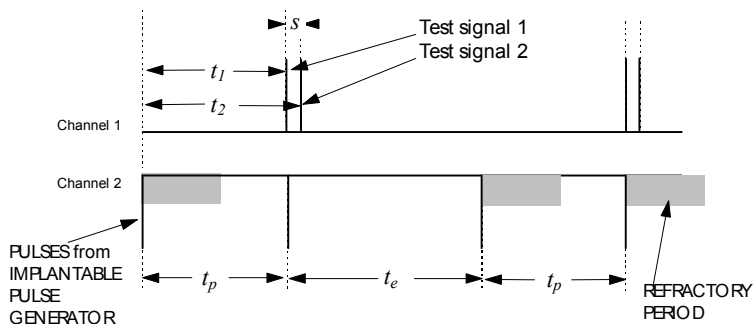 s
Test signal 1
Test signal 2
t1
t2
Channel 1
Channel 2
PULSES from
IMPLANTABLE
PULSE
GENERATOR
tp
te
tp
REFRACTORY
PERIOD